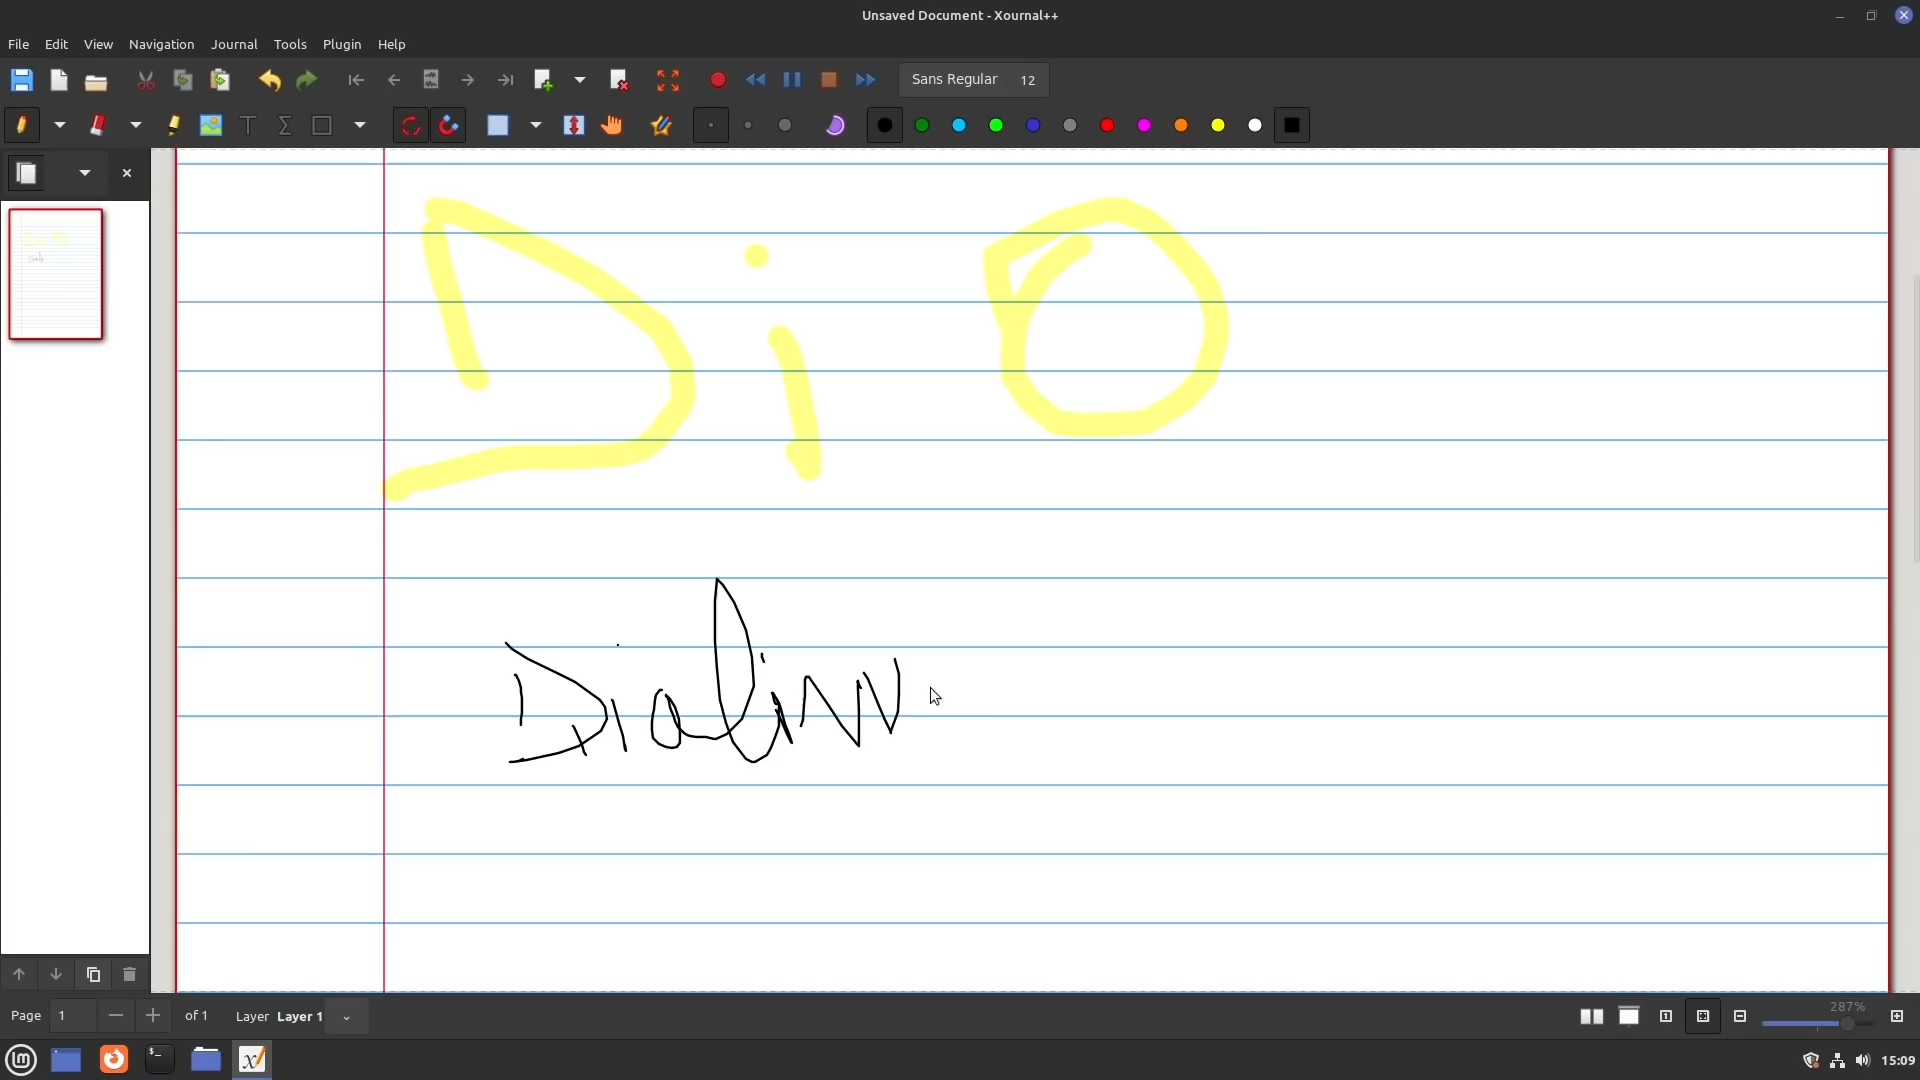 Unsaved Document - Xournal++
File Edit View Navigation Journal Tools Plugin Help
Sans Regular 12
Di O
Page 1 of 1 Layer Layer 1 287%
15:09